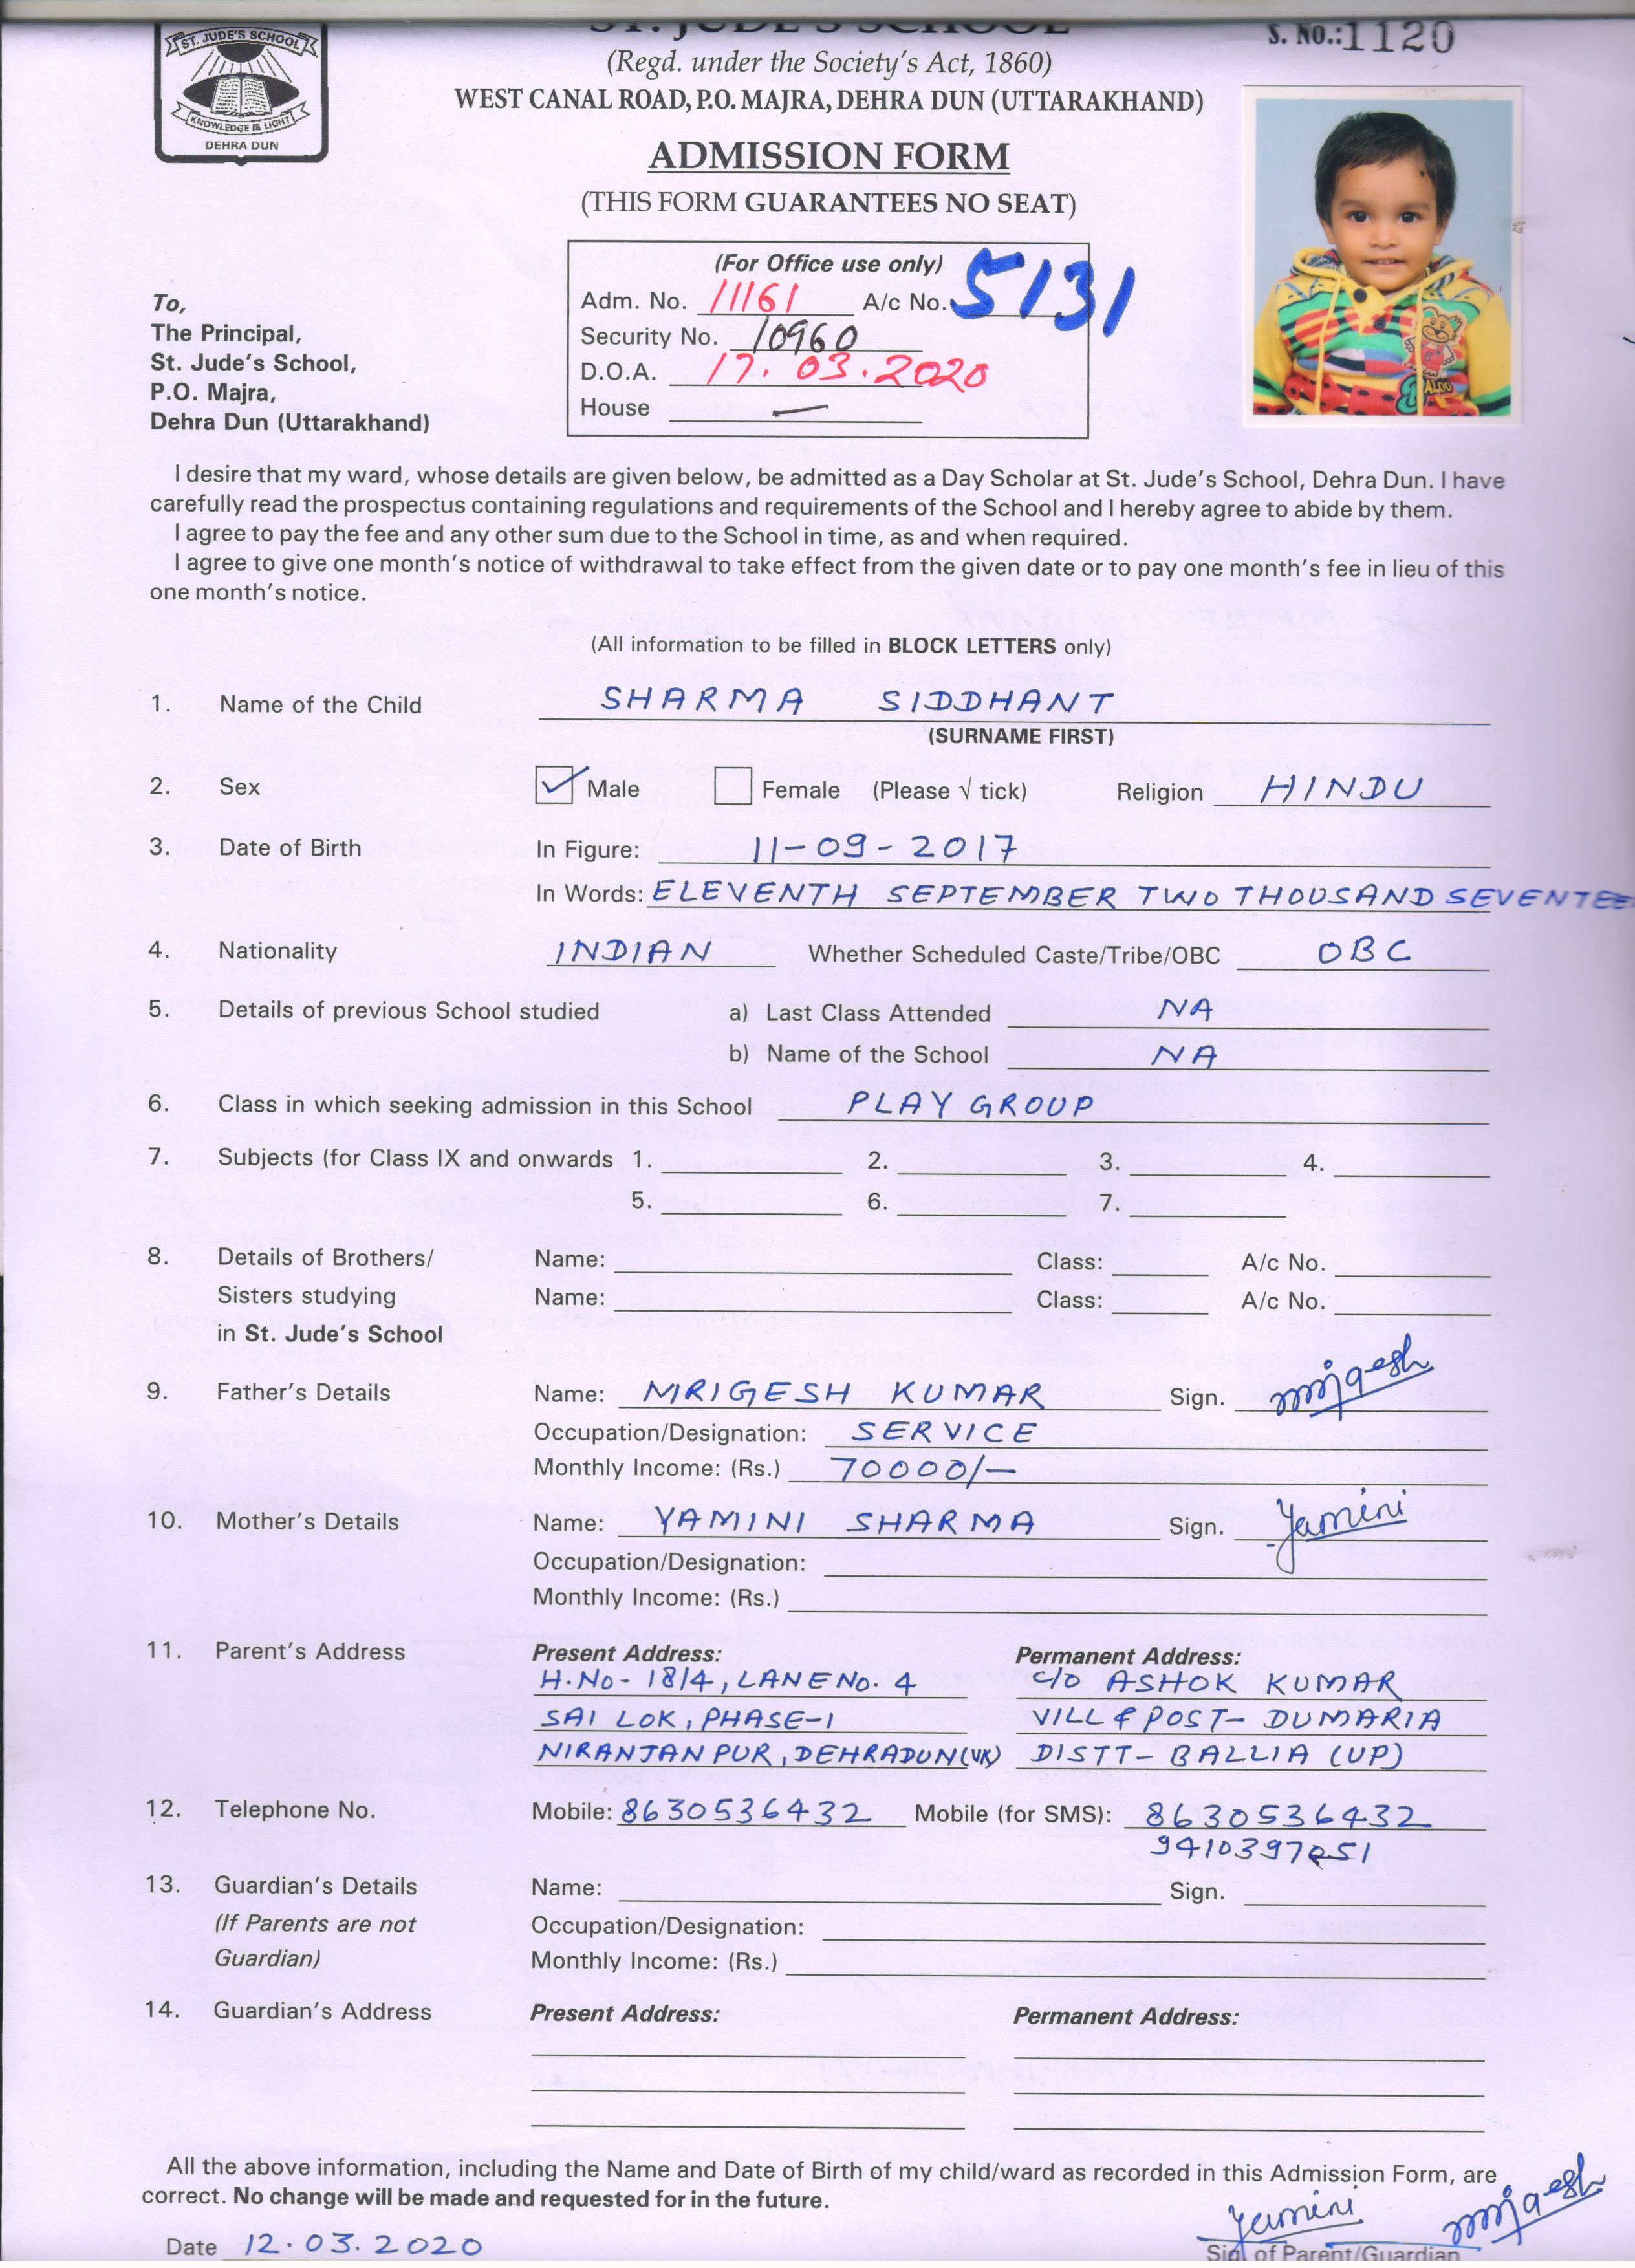 ST. JUDE'S SCHOOL
S. NO.:1120
ST. JUDE'S SCHOOL
KNOWLEDGE IS LIGHT
DEHRA DUN
(Regd. under the Society's Act, 1860)
WEST CANAL ROAD, P.O. MAJRA, DEHRA DUN (UTTARAKHAND)
ADMISSION FORM
(THIS FORM GUARANTEES NO SEAT)
(For Office use only)
Adm. No. 11161 A/c No. 5131
Security No. 10960
D.O.A. 17.03.2020
House —
To,
The Principal,
St. Jude's School,
P.O. Majra,
Dehra Dun (Uttarakhand)
I desire that my ward, whose details are given below, be admitted as a Day Scholar at St. Jude's School, Dehra Dun. I have
carefully read the prospectus containing regulations and requirements of the School and I hereby agree to abide by them.
I agree to pay the fee and any other sum due to the School in time, as and when required.
I agree to give one month's notice of withdrawal to take effect from the given date or to pay one month's fee in lieu of this
one month's notice.
(All information to be filled in BLOCK LETTERS only)
1. Name of the Child SHARMA SIDDHANT
(SURNAME FIRST)
2. Sex ✓ Male Female (Please √ tick) Religion HINDU
3. Date of Birth In Figure: 11-09-2017
In Words: ELEVENTH SEPTEMBER TWO THOUSAND SEVENTEE
4. Nationality INDIAN Whether Scheduled Caste/Tribe/OBC OBC
5. Details of previous School studied a) Last Class Attended NA
b) Name of the School NA
6. Class in which seeking admission in this School PLAY GROUP
7. Subjects (for Class IX and onwards 1. 2. 3. 4.
5. 6. 7.
8. Details of Brothers/ Name: Class: A/c No.
Sisters studying Name: Class: A/c No.
in St. Jude's School
9. Father's Details Name: MRIGESH KUMAR Sign. mrigesh
Occupation/Designation: SERVICE
Monthly Income: (Rs.) 70000/-
10. Mother's Details Name: YAMINI SHARMA Sign. Yamini
Occupation/Designation:
Monthly Income: (Rs.)
11. Parent's Address Present Address: Permanent Address:
H.No- 18/4, LANE No. 4 C/O ASHOK KUMAR
SAI LOK, PHASE-1 VILL & POST- DUMARIA
NIRANJANPUR, DEHRADUN(UK) DISTT- BALLIA (UP)
12. Telephone No. Mobile: 8630536432 Mobile (for SMS): 8630536432
9410397051
13. Guardian's Details Name: Sign.
(If Parents are not Occupation/Designation:
Guardian) Monthly Income: (Rs.)
14. Guardian's Address Present Address: Permanent Address:
All the above information, including the Name and Date of Birth of my child/ward as recorded in this Admission Form, are
correct. No change will be made and requested for in the future.
Yamini mrigesh
Date 12.03.2020 Sig. of Parent/Guardian